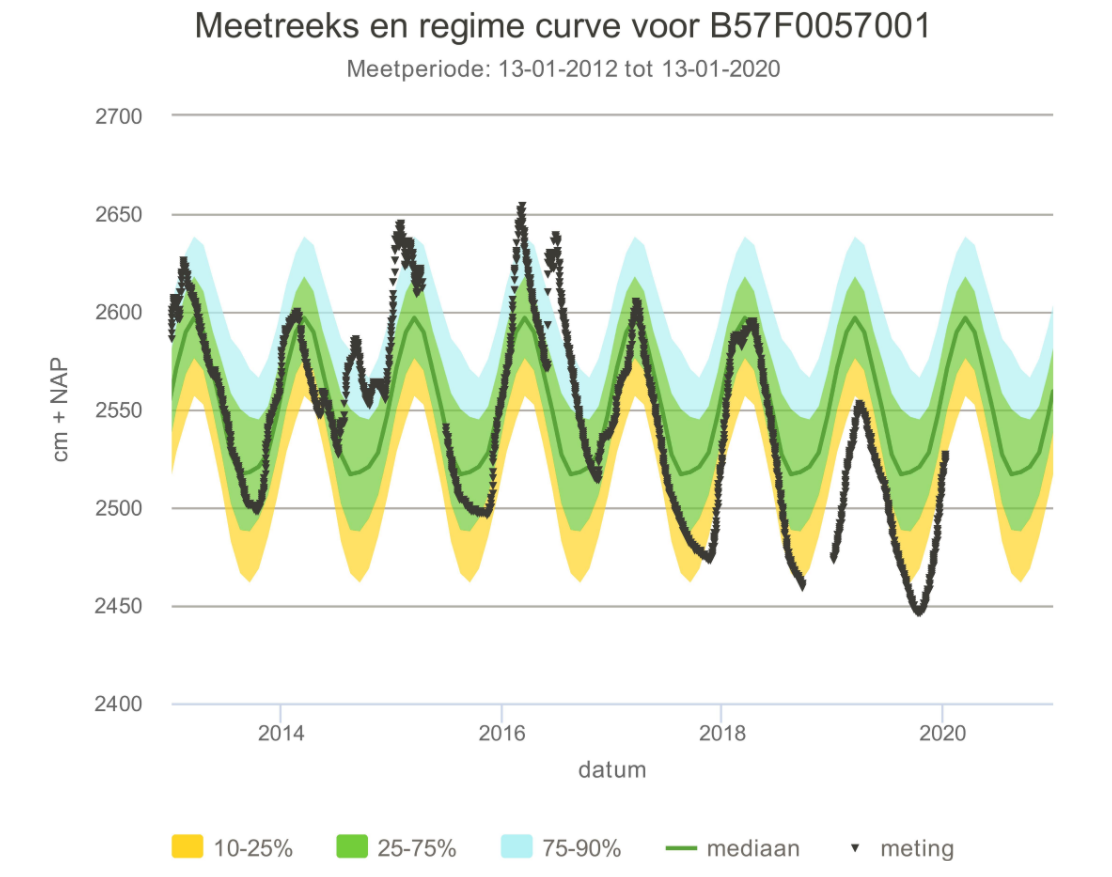 Meetreeks en regime curve voor B57F0057001
Meetperiode: 13-01-2012 tot 13-01-2020
2700
2650
2600
2550
2500
2450
2400
cm + NAP
2014 2016 2018 2020
datum
10-25% 25-75% 75-90% mediaan meting